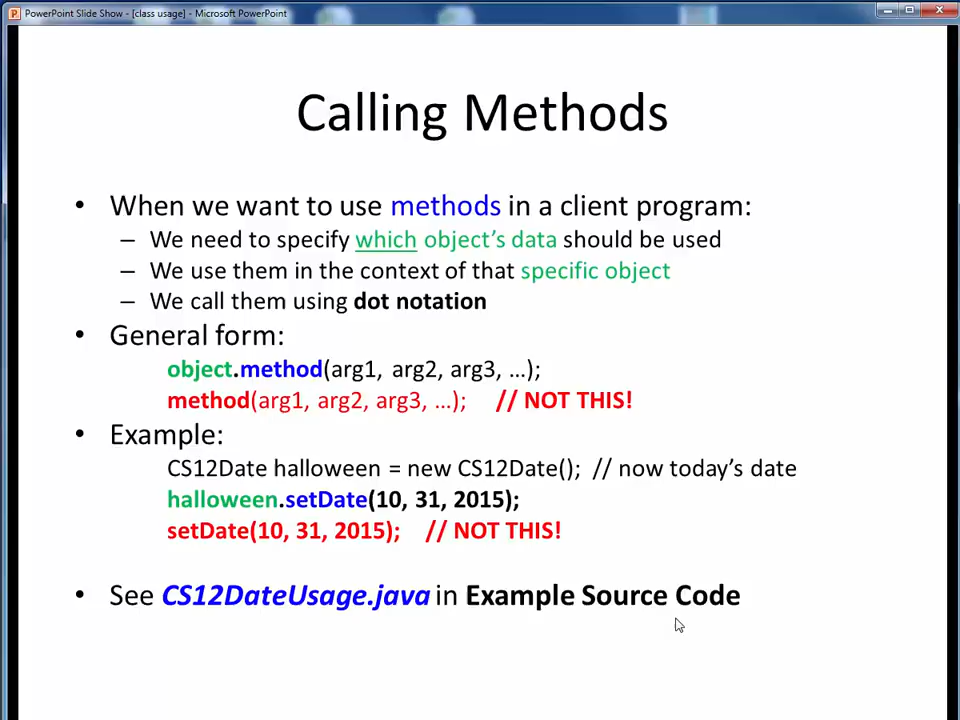 PowerPoint Slide Show - [class usage] - Microsoft PowerPoint
Calling Methods
• When we want to use methods in a client program:
– We need to specify which object's data should be used
– We use them in the context of that specific object
– We call them using dot notation
• General form:
object.method(arg1, arg2, arg3, …);
method(arg1, arg2, arg3, …); // NOT THIS!
• Example:
CS12Date halloween = new CS12Date(); // now today's date
halloween.setDate(10, 31, 2015);
setDate(10, 31, 2015); // NOT THIS!
• See CS12DateUsage.java in Example Source Code